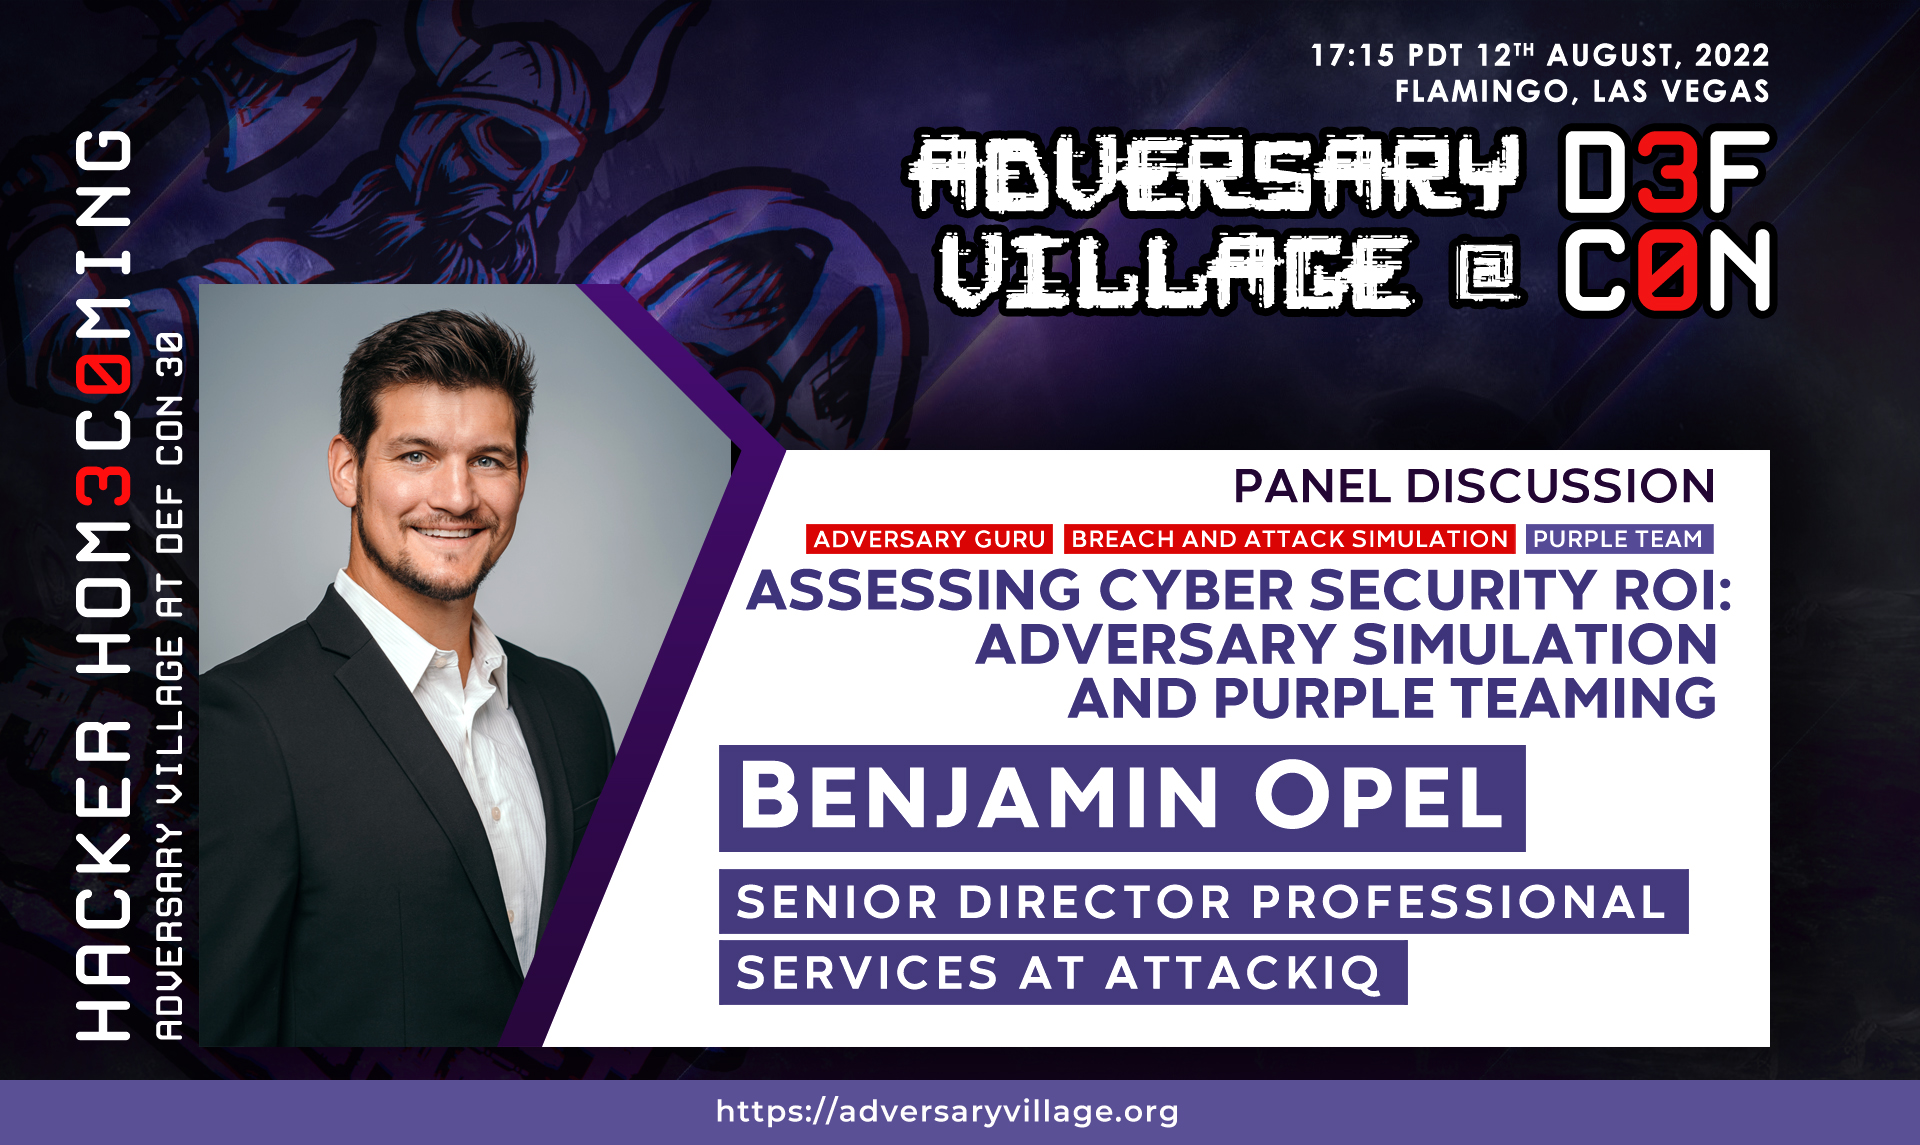 17:15 PDT 12TH AUGUST, 2022
FLAMINGO, LAS VEGAS
ADVERSARY D3F
VILLAGE @ C0N
HACKER HOM3C0MING
ADVERSARY VILLAGE AT DEF CON 30
PANEL DISCUSSION
ADVERSARY GURU BREACH AND ATTACK SIMULATION PURPLE TEAM
ASSESSING CYBER SECURITY ROI:
ADVERSARY SIMULATION
AND PURPLE TEAMING
BENJAMIN OPEL
SENIOR DIRECTOR PROFESSIONAL
SERVICES AT ATTACKIQ
https://adversaryvillage.org